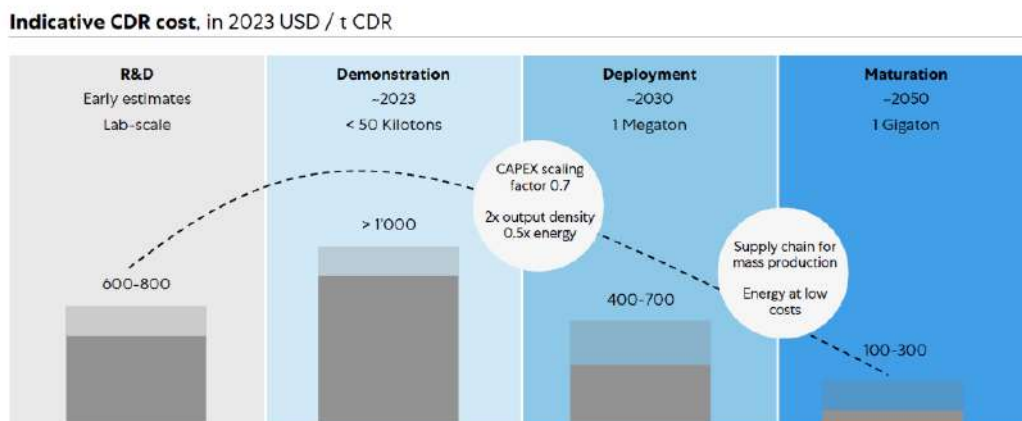 Indicative CDR cost, in 2023 USD / t CDR
R&D
Early estimates
Lab-scale
600-800
Demonstration
~2023
< 50 Kilotons
> 1'000
CAPEX scaling
factor 0.7
2x output density
0.5x energy
Deployment
~2030
1 Megaton
400-700
Supply chain for
mass production
Energy at low
costs
Maturation
~2050
1 Gigaton
100-300